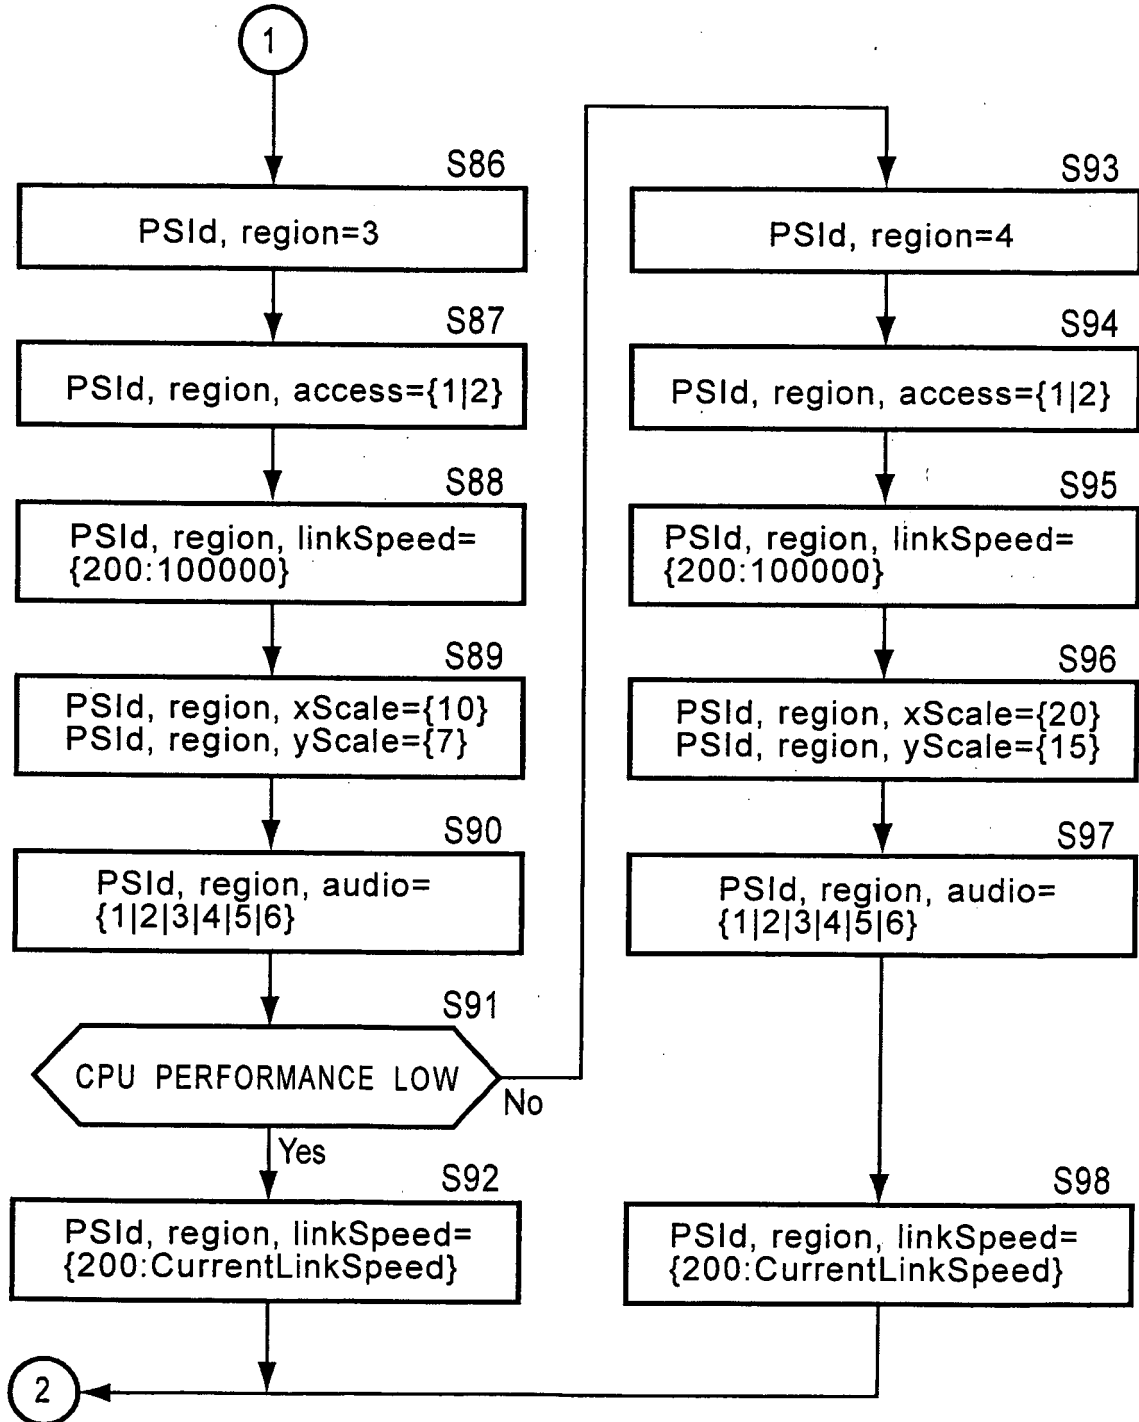 1
S86
PSId, region=3
S87
PSId, region, access={1|2}
S88
PSId, region, linkSpeed=
{200:100000}
S89
PSId, region, xScale={10}
PSId, region, yScale={7}
S90
PSId, region, audio=
{1|2|3|4|5|6}
S91
CPU PERFORMANCE LOW
No
Yes
S92
PSId, region, linkSpeed=
{200:CurrentLinkSpeed}
2
S93
PSId, region=4
S94
PSId, region, access={1|2}
S95
PSId, region, linkSpeed=
{200:100000}
S96
PSId, region, xScale={20}
PSId, region, yScale={15}
S97
PSId, region, audio=
{1|2|3|4|5|6}
S98
PSId, region, linkSpeed=
{200:CurrentLinkSpeed}